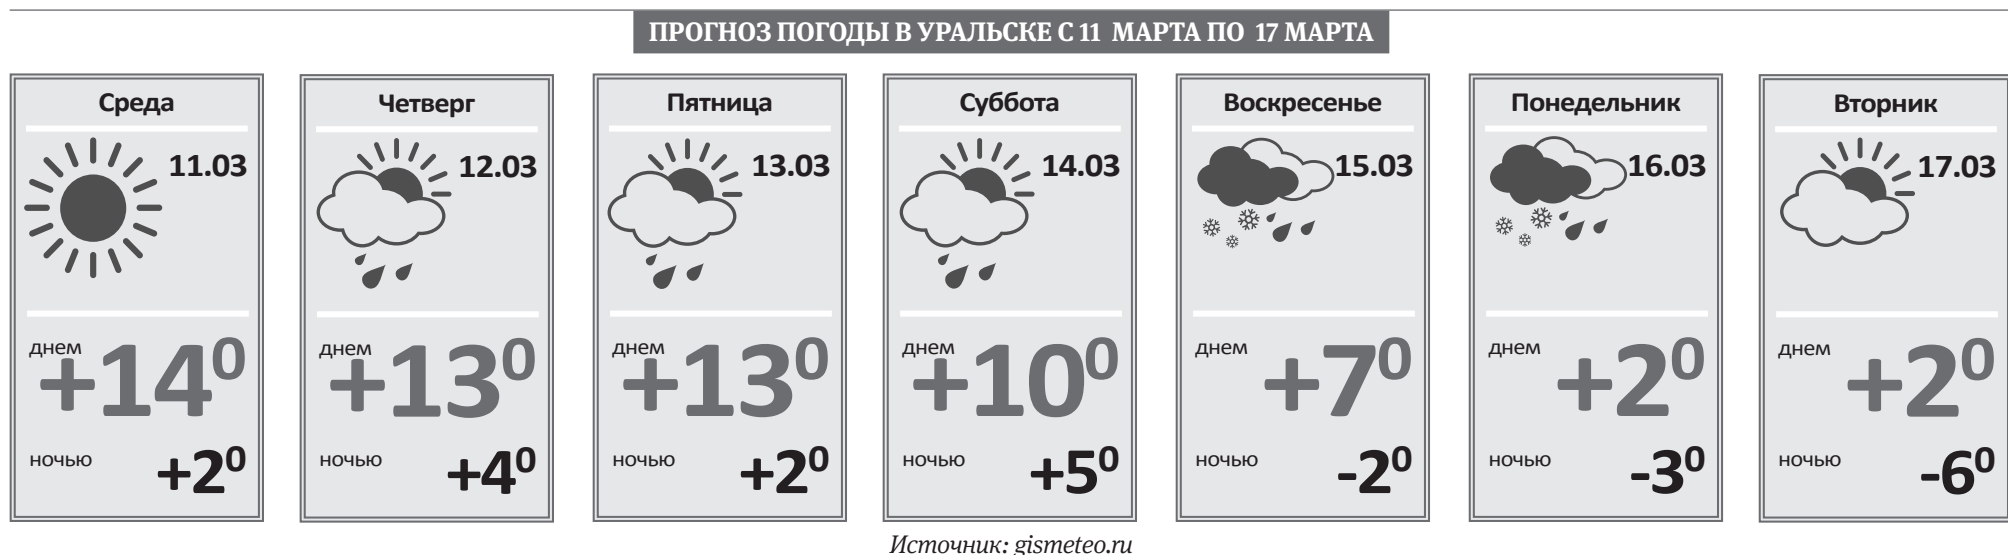 ПРОГНОЗ ПОГОДЫ В УРАЛЬСКЕ С 11 МАРТА ПО 17 МАРТА
Среда
11.03
днем
+14⁰
ночью
+2⁰
Четверг
12.03
днем
+13⁰
ночью
+4⁰
Пятница
13.03
днем
+13⁰
ночью
+2⁰
Суббота
14.03
днем
+10⁰
ночью
+5⁰
Воскресенье
15.03
днем
+7⁰
ночью
-2⁰
Понедельник
16.03
днем
+2⁰
ночью
-3⁰
Вторник
17.03
днем
+2⁰
ночью
-6⁰
Источник: gismeteo.ru